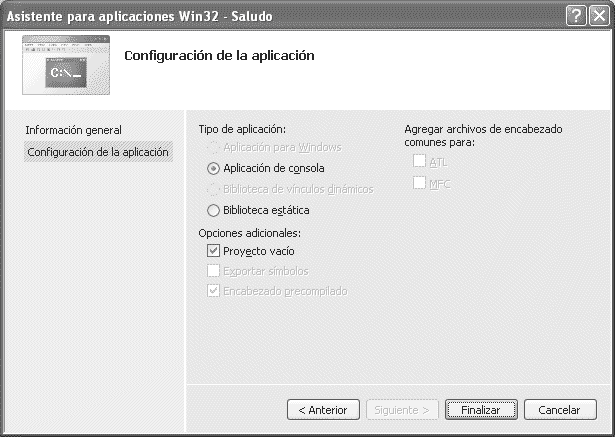 Asistente para aplicaciones Win32 - Saludo
C:\_
Configuración de la aplicación
Información general
Configuración de la aplicación
Tipo de aplicación:
Aplicación para Windows
Aplicación de consola
Biblioteca de vínculos dinámicos
Biblioteca estática
Opciones adicionales:
Proyecto vacío
Exportar símbolos
Encabezado precompilado
Agregar archivos de encabezado
comunes para:
ATL
MFC
< Anterior
Siguiente >
Finalizar
Cancelar